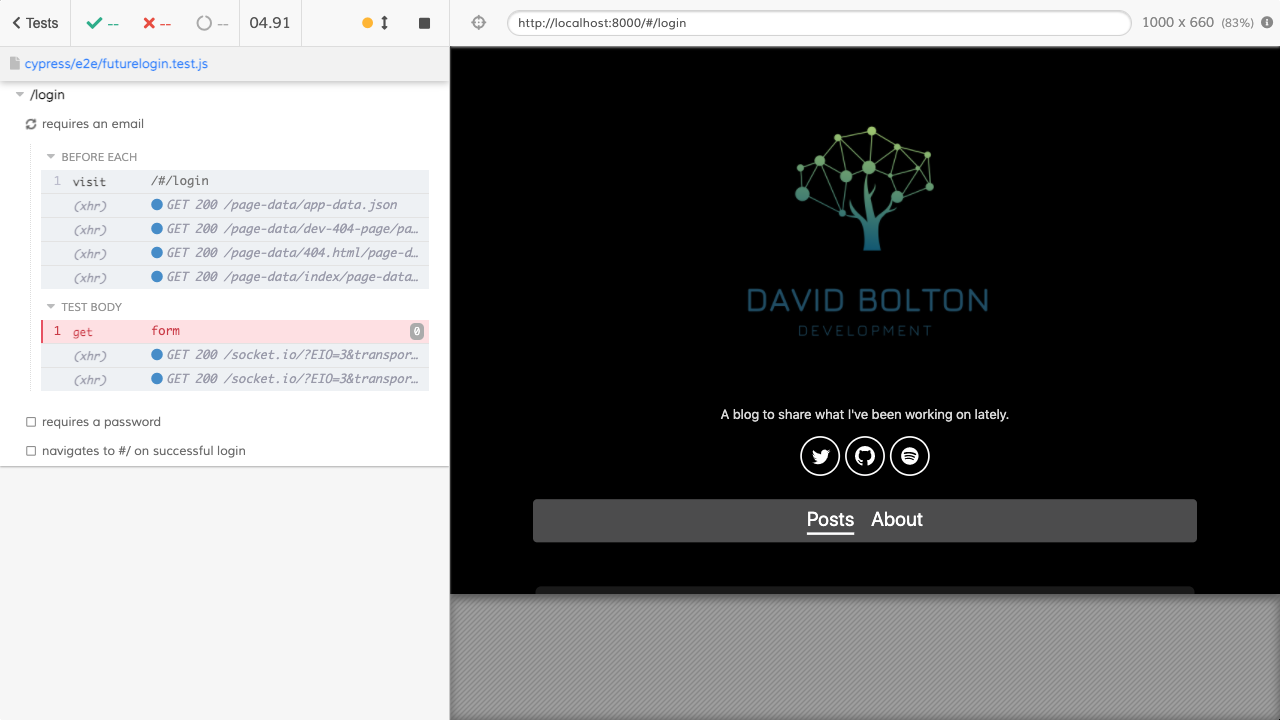 Tests -- -- -- 04.91
cypress/e2e/futurelogin.test.js
/login
requires an email
BEFORE EACH
1 visit /#/login
(xhr) GET 200 /page-data/app-data.json
(xhr) GET 200 /page-data/dev-404-page/pa…
(xhr) GET 200 /page-data/404.html/page-d…
(xhr) GET 200 /page-data/index/page-data…
TEST BODY
1 get form 0
(xhr) GET 200 /socket.io/?EIO=3&transpor…
(xhr) GET 200 /socket.io/?EIO=3&transpor…
requires a password
navigates to #/ on successful login
http://localhost:8000/#/login 1000 x 660 (83%)
DAVID BOLTON
DEVELOPMENT
A blog to share what I've been working on lately.
Posts About